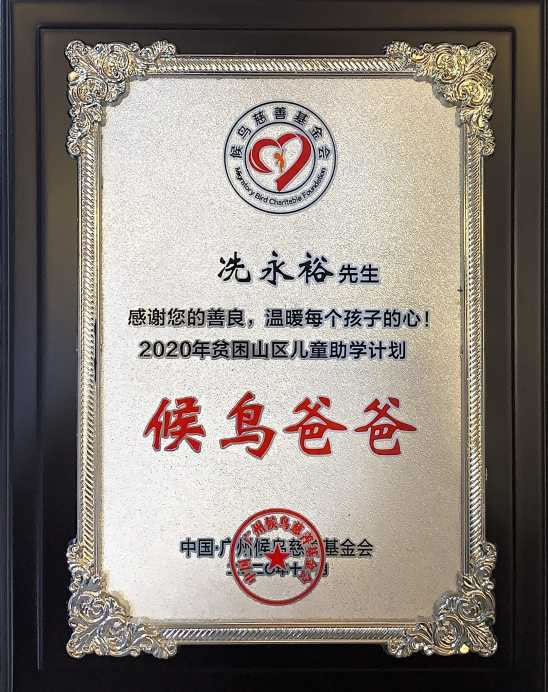 候鸟慈善基金会
Migratory Bird Charitable Foundation
冼永裕先生
感谢您的善良，温暖每个孩子的心！
2020年贫困山区儿童助学计划
候鸟爸爸
中国·广州候鸟慈善基金会